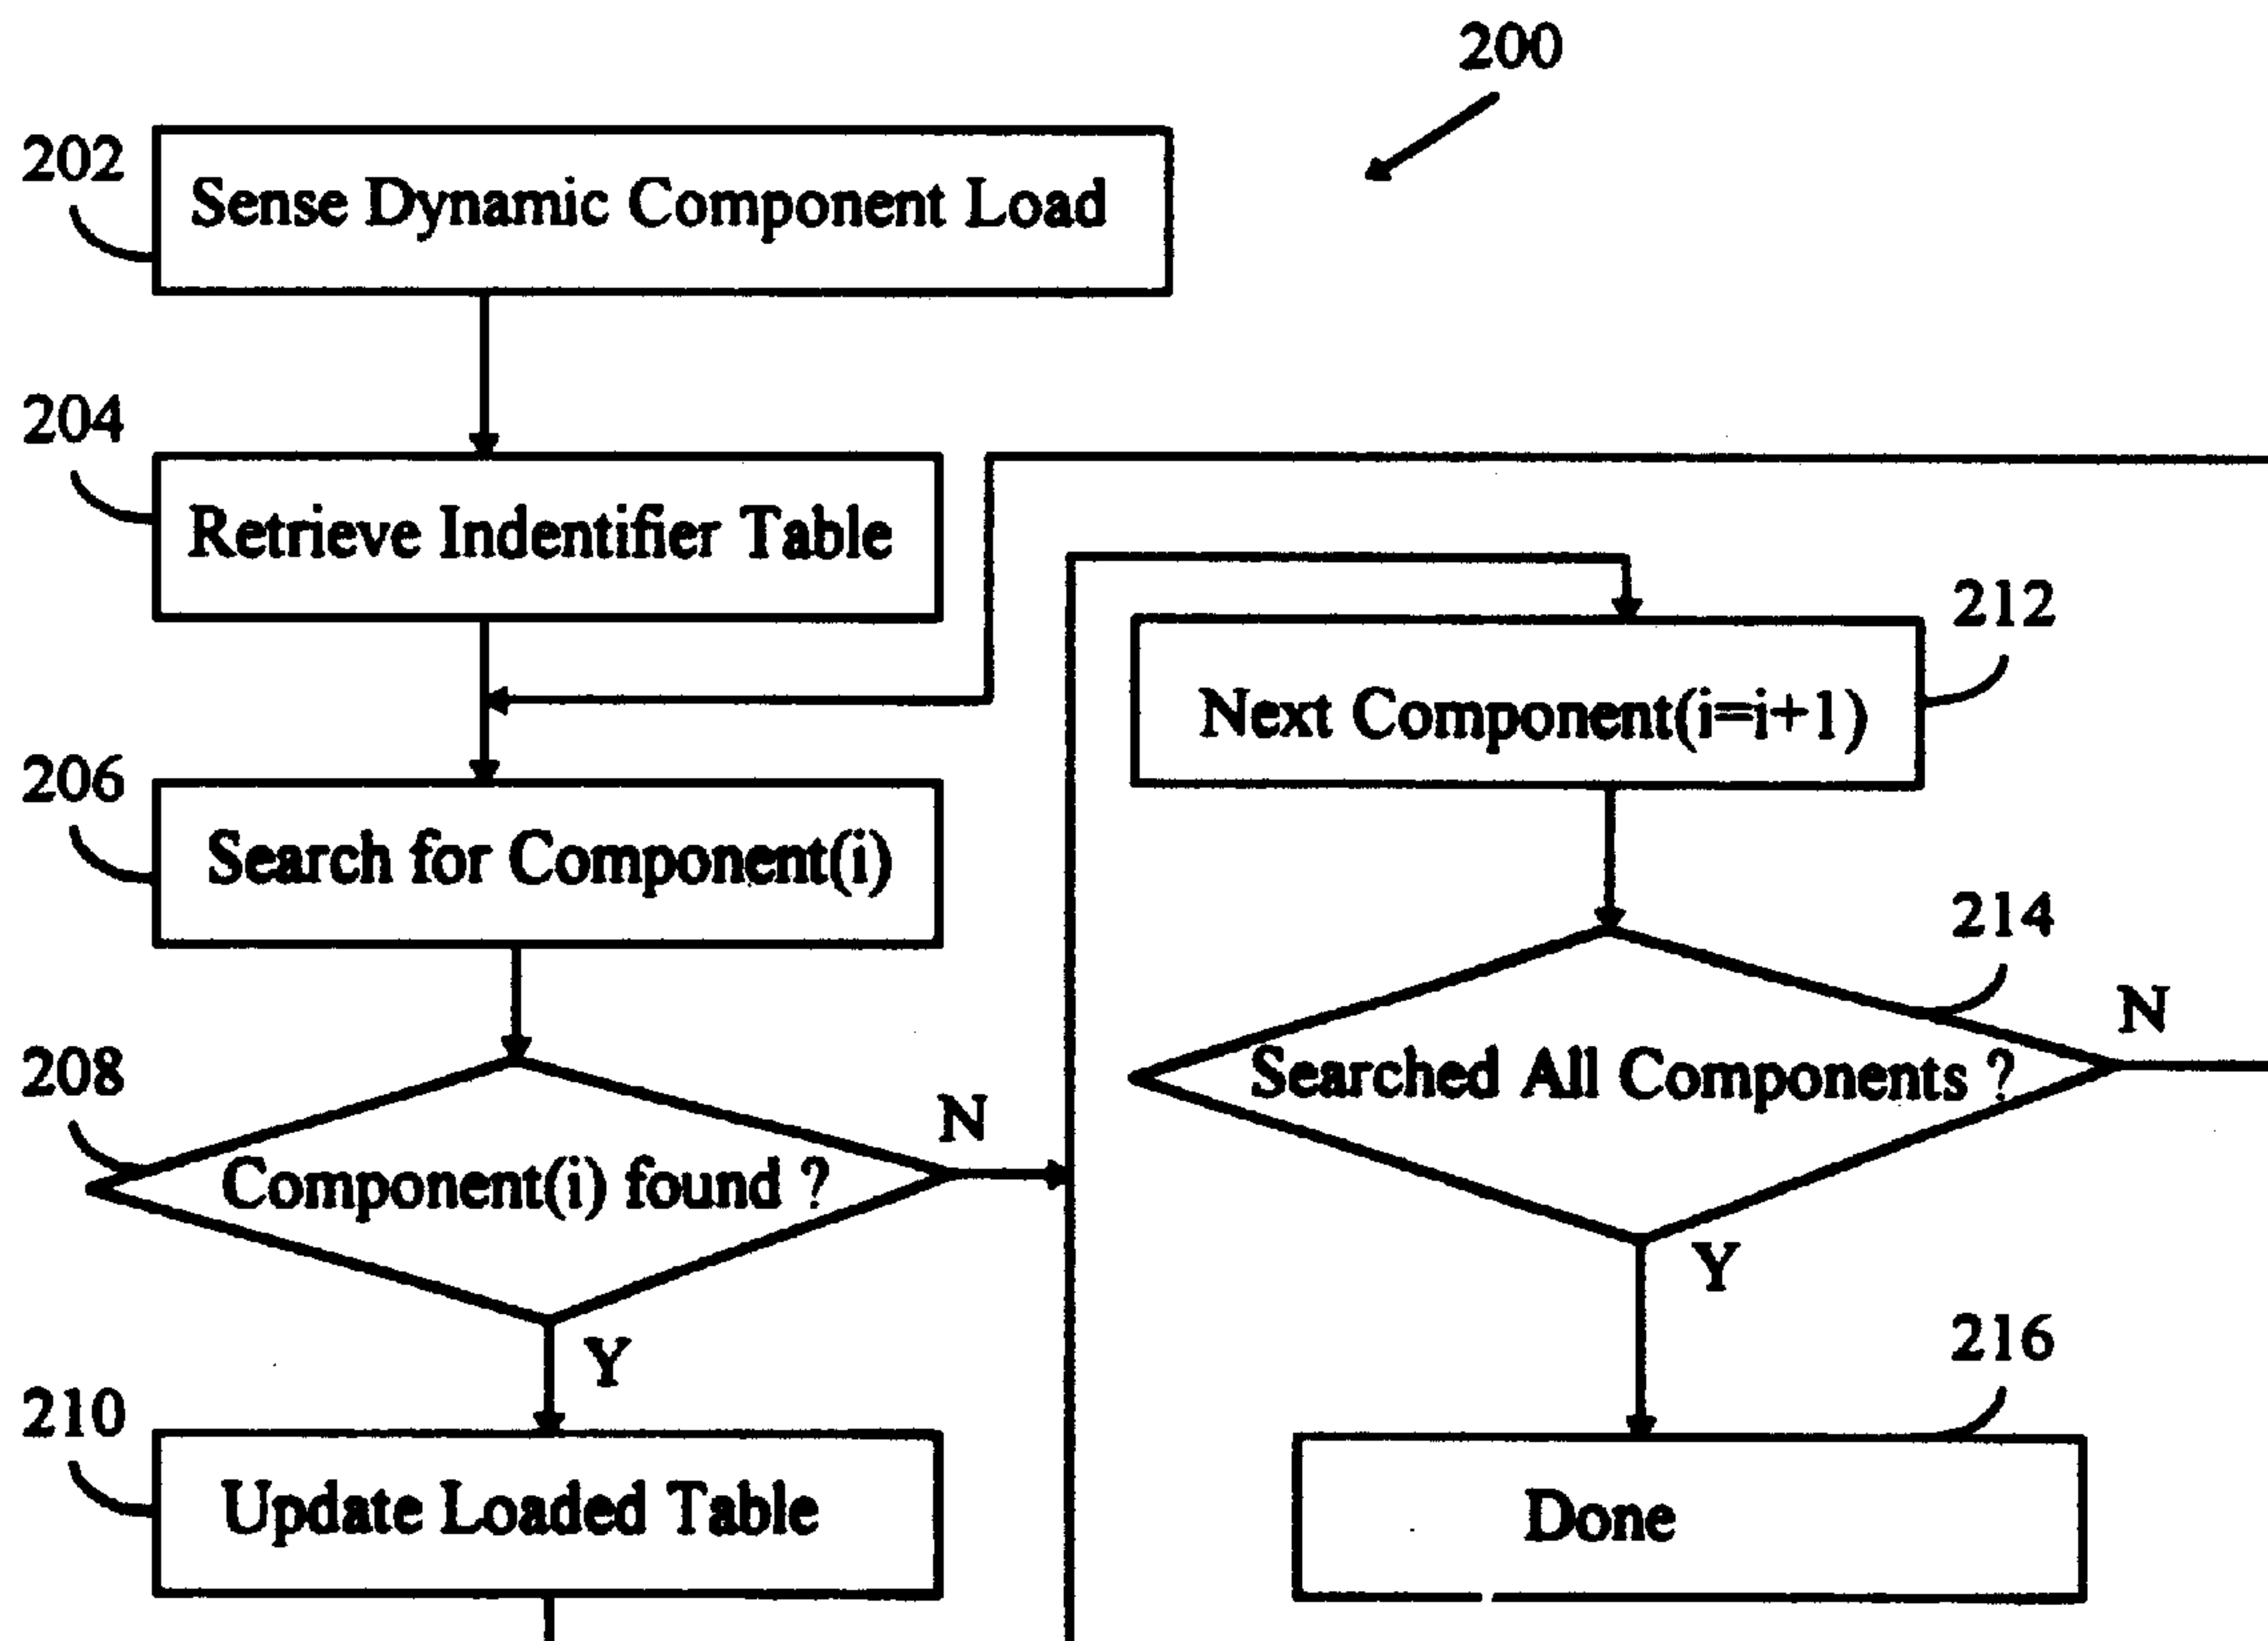 200
202
Sense Dynamic Component Load
204
Retrieve Indentifier Table
206
Search for Component(i)
208
Component(i) found ?
N
Y
210
Update Loaded Table
212
Next Component(i=i+1)
214
Searched All Components ?
N
Y
216
Done